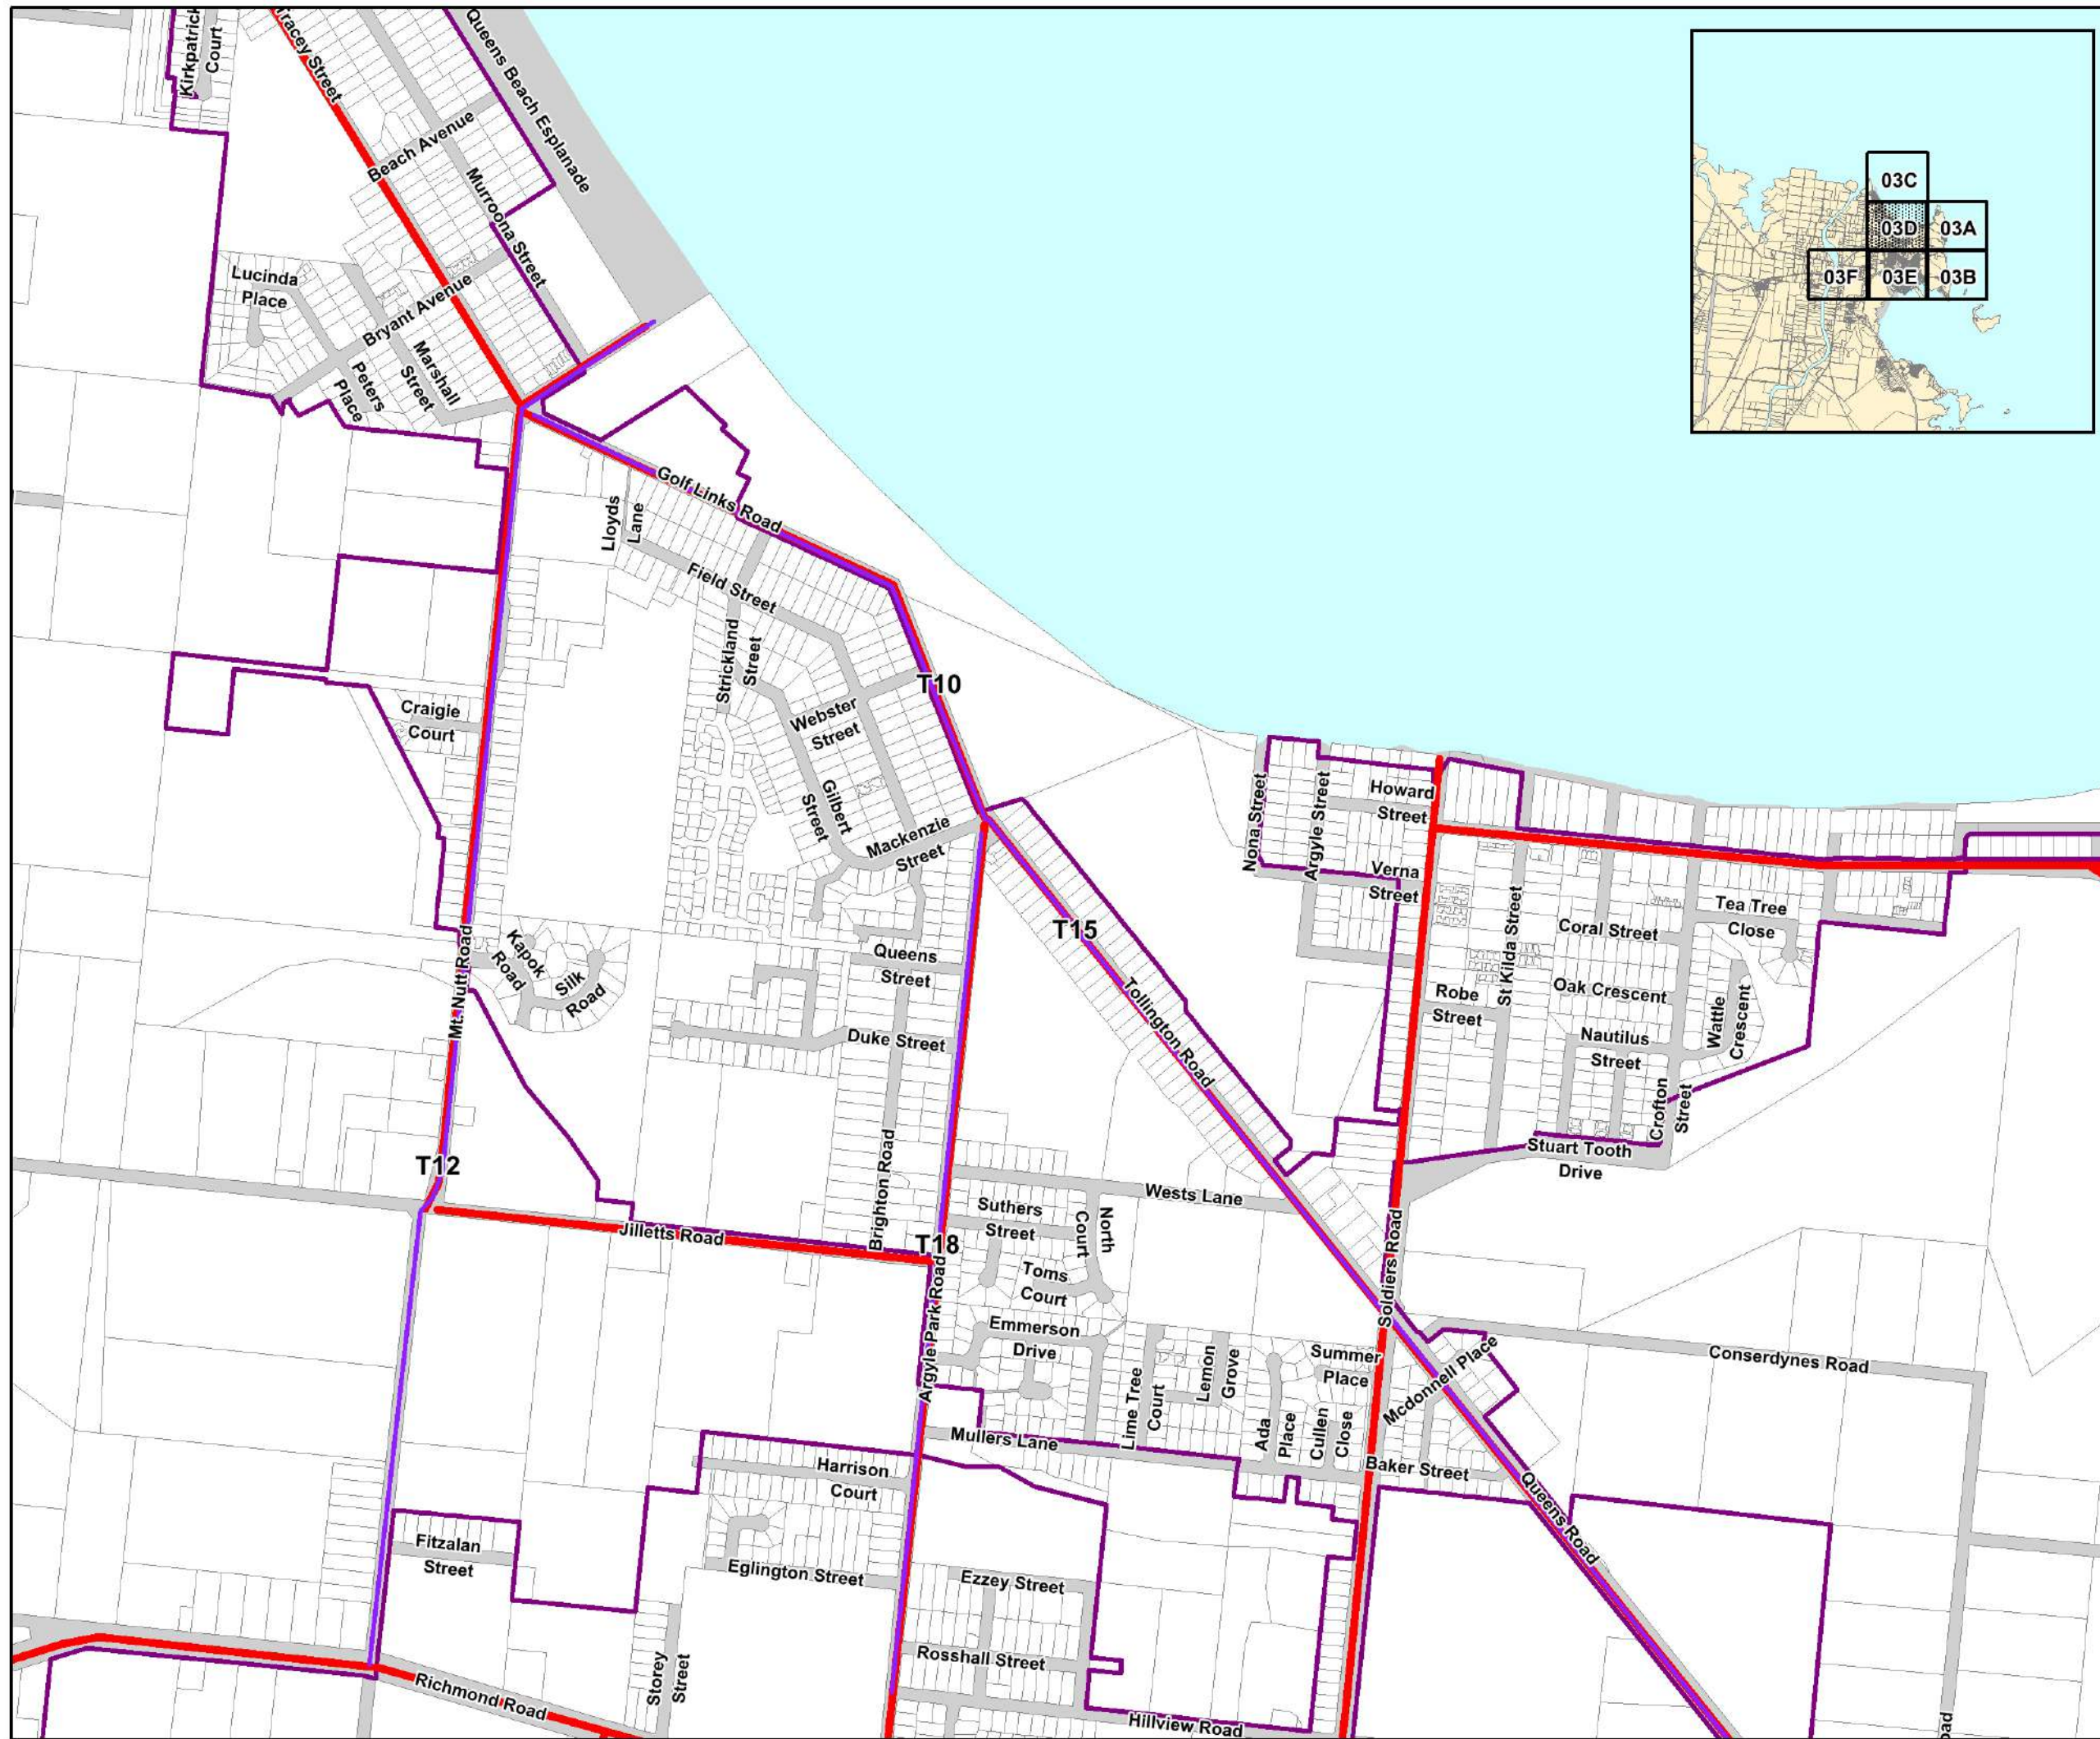 Kirkpatrick
Court
Tracey Street
Queens Beach Esplanade
Beach Avenue
Murroona Street
Lucinda
Place
Bryant Avenue
Marshall
Street
Peters
Place
03C
03D
03A
03F
03E
03B
Golf Links Road
Lloyds
Lane
Field Street
Strickland
Street
T10
Webster
Street
Craigie
Court
Gilbert
Street
Mackenzie
Street
Nona Street
Argyle Street
Howard
Street
Verna
Street
T15
Tea Tree
Close
Coral Street
St Kilda Street
Kapok
Road
Silk
Road
Mt. Nutt Road
Queens
Street
Tollington Road
Robe
Street
Oak Crescent
Wattle
Crescent
Nautilus
Street
Duke Street
Crofton
Street
Stuart Tooth
Drive
T12
Brighton Road
Wests Lane
Suthers
Street
North
Court
Jilletts Road
T18
Toms
Court
Soldiers Road
Argyle Park Road
Emmerson
Drive
Summer
Place
Mcdonnell Place
Conserdynes Road
Lime Tree
Court
Lemon
Grove
Ada
Place
Cullen
Close
Mullers Lane
Baker Street
Harrison
Court
Queens Road
Fitzalan
Street
Eglington Street
Ezzey Street
Rosshall Street
Storey
Street
Richmond Road
Hillview Road
oad